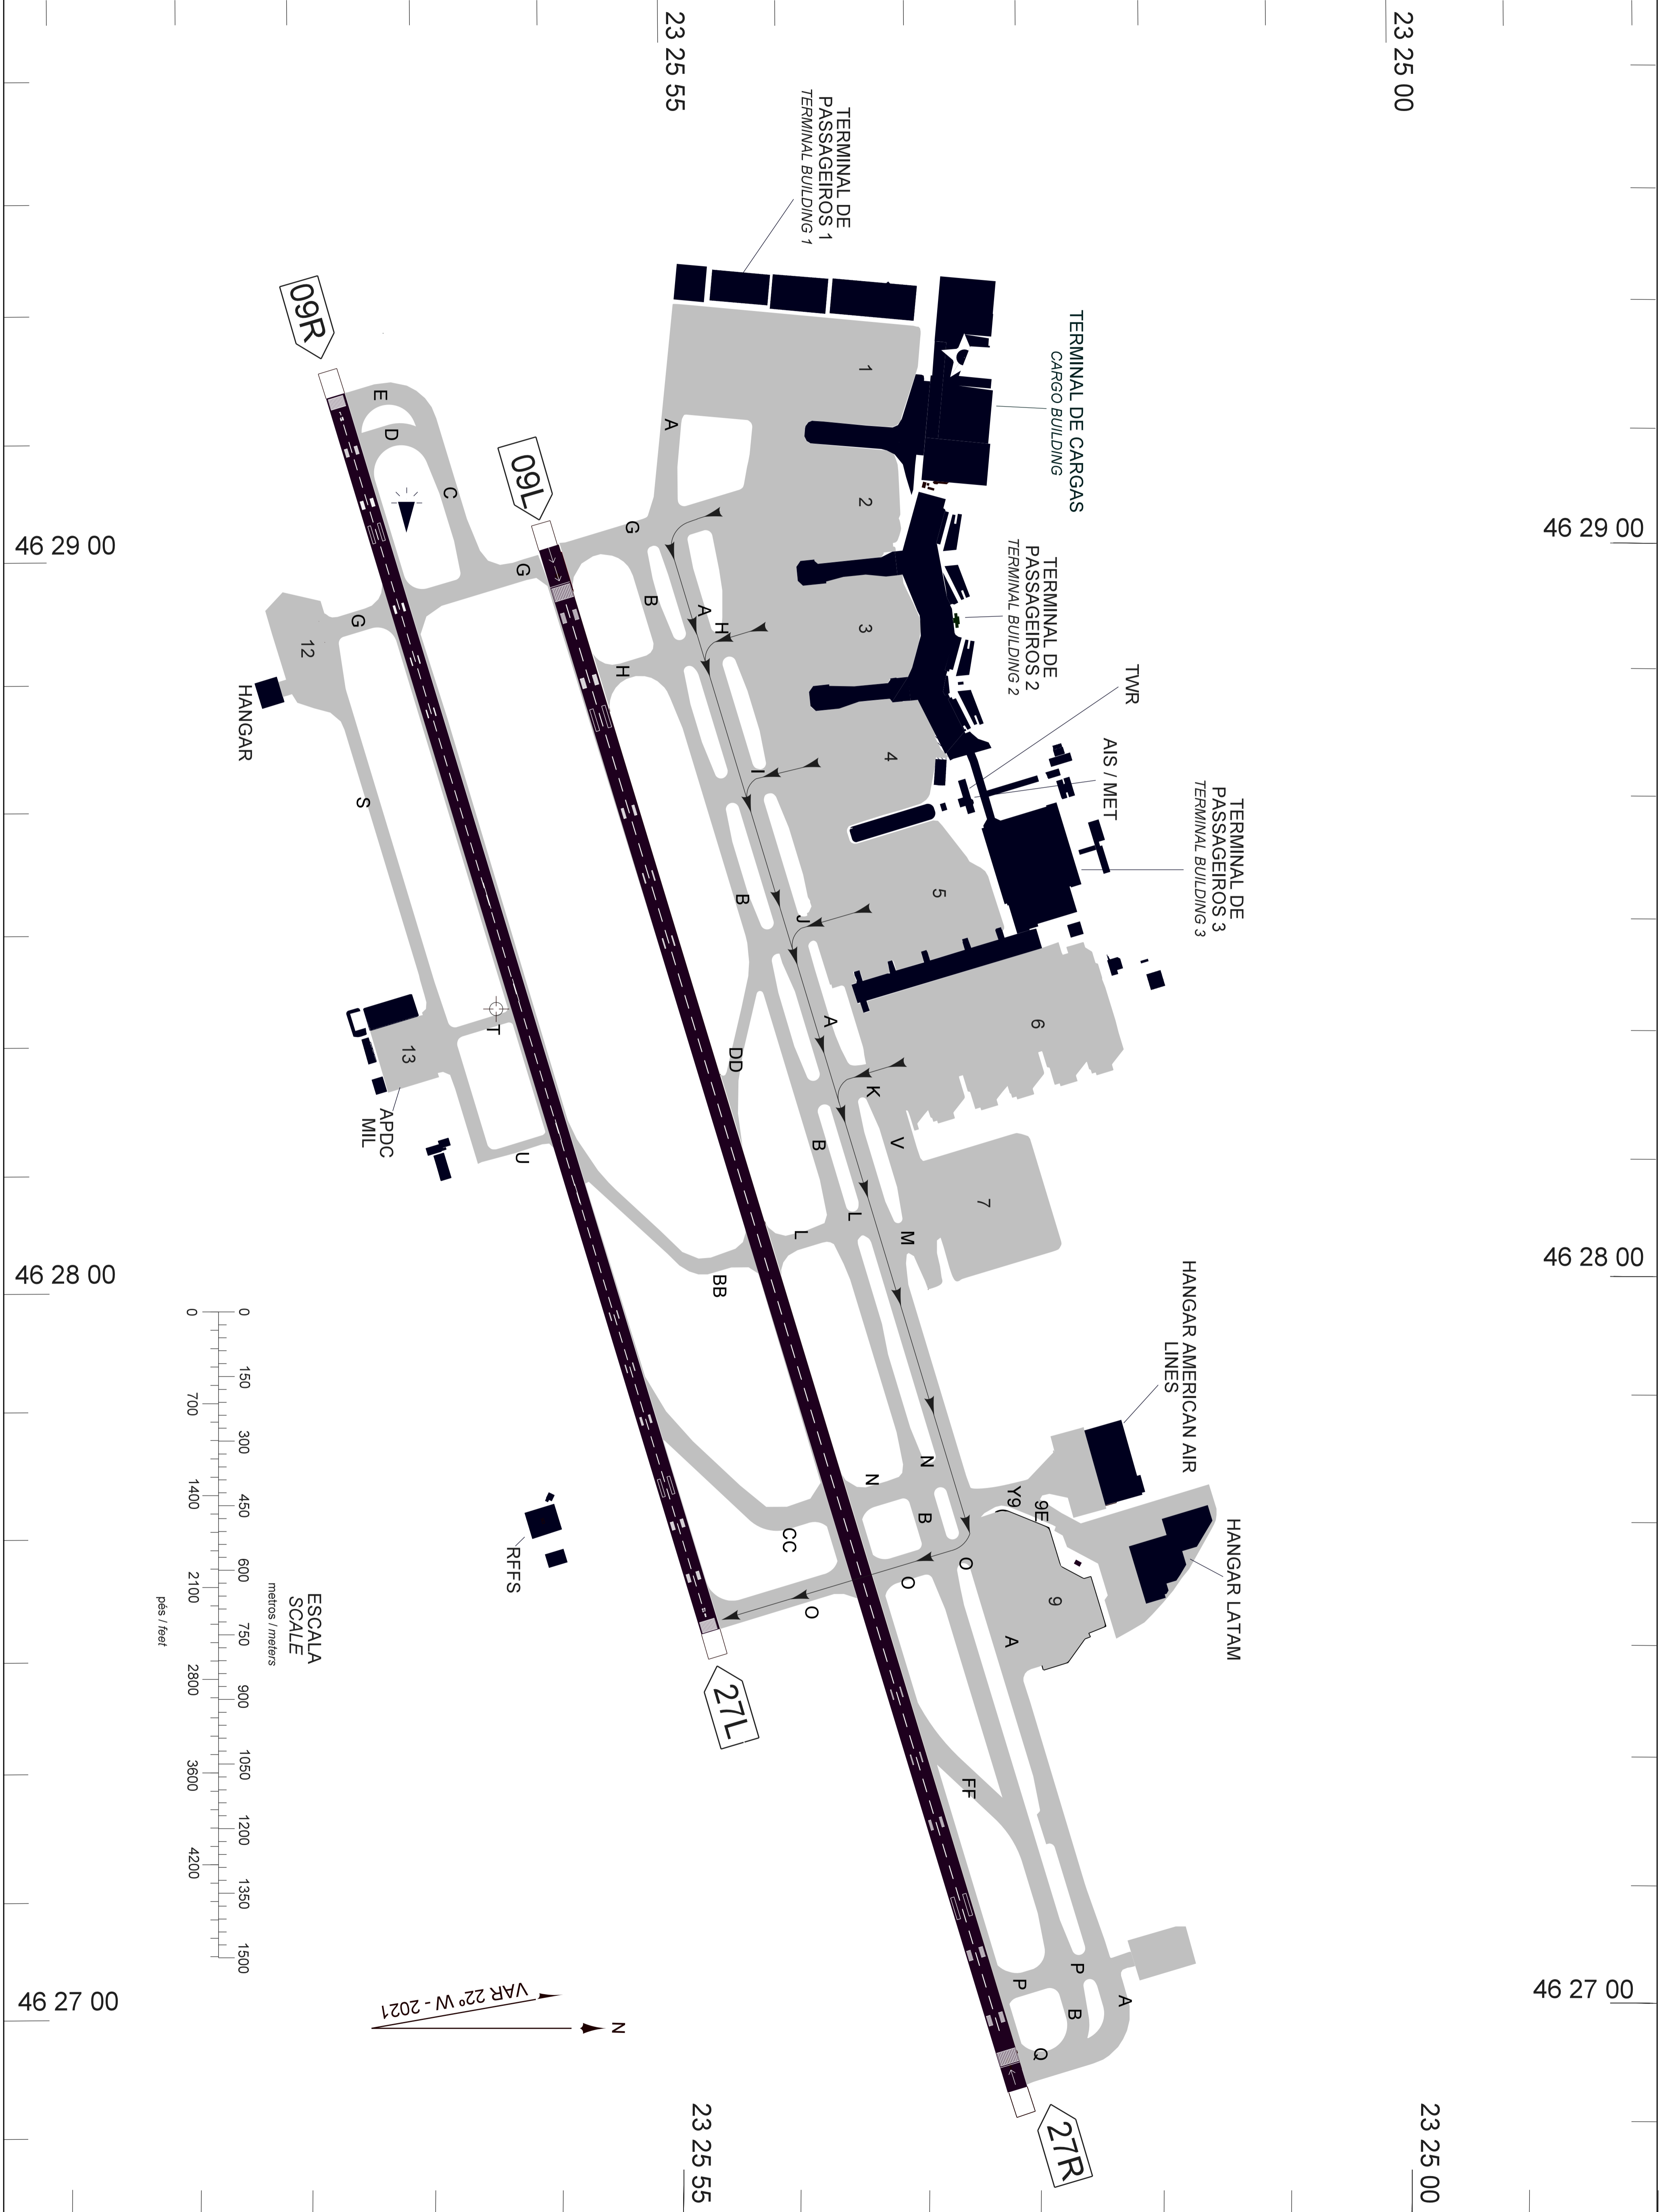 23 25 55
23 25 00
46 29 00
46 29 00
46 28 00
46 28 00
46 27 00
46 27 00
23 25 55
23 25 00
TERMINAL DE
PASSAGEIROS 1
TERMINAL BUILDING 1
TERMINAL DE CARGAS
CARGO BUILDING
TERMINAL DE
PASSAGEIROS 2
TERMINAL BUILDING 2
TWR
AIS / MET
TERMINAL DE
PASSAGEIROS 3
TERMINAL BUILDING 3
HANGAR AMERICAN AIR
LINES
HANGAR LATAM
1
2
3
4
5
6
7
9
9E
Y9
12
13
09R
09L
27L
27R
E
D
C
G
G
G
A
A
A
A
A
B
B
B
B
B
H
H
I
J
K
V
M
L
L
N
N
O
O
O
P
P
Q
S
T
U
DD
BB
CC
FF
HANGAR
APDC
MIL
RFFS
0 150 300 450 600 750 900 1050 1200 1350 1500
0 700 1400 2100 2800 3600 4200
ESCALA
SCALE
metros / meters
pés / feet
VAR 22º W - 2021
N